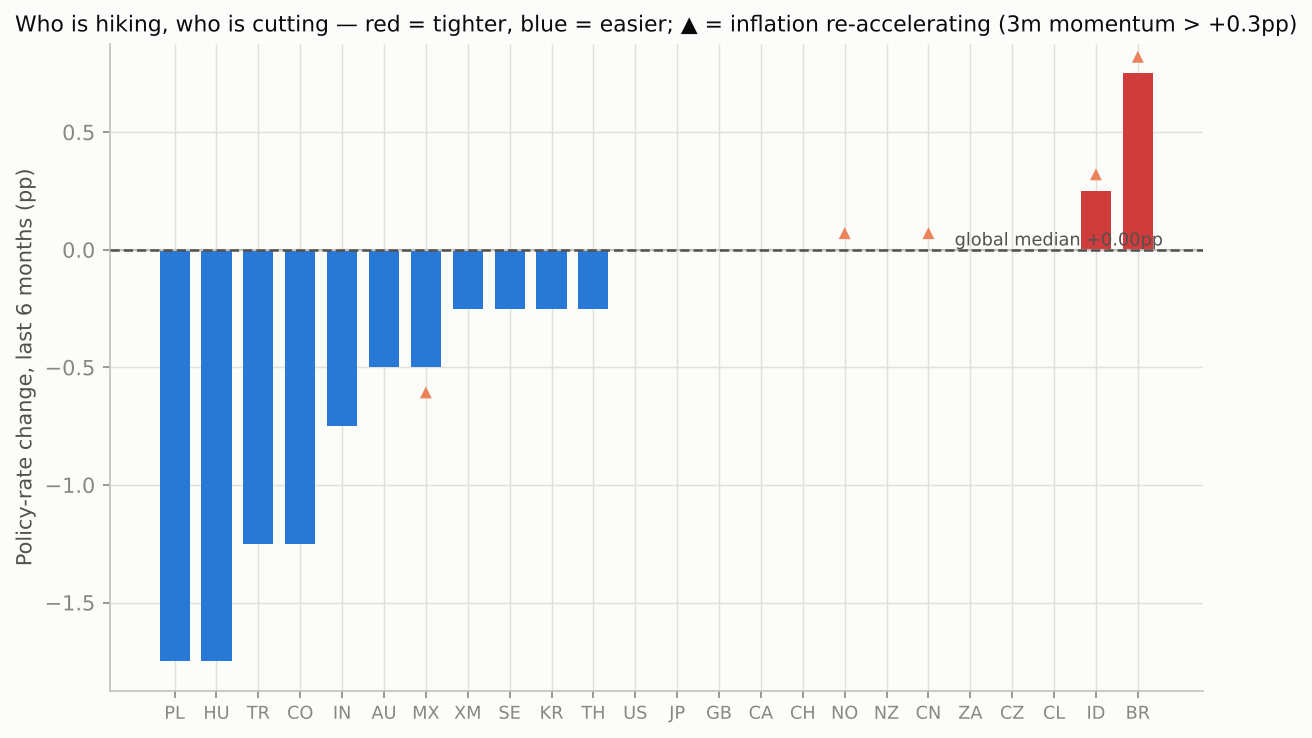 Who is hiking, who is cutting — red = tighter, blue = easier; ▲ = inflation re-accelerating (3m momentum > +0.3pp)
Policy-rate change, last 6 months (pp)
0.5
0.0
−0.5
−1.0
−1.5
global median +0.00pp
PL HU TR CO IN AU MX XM SE KR TH US JP GB CA CH NO NZ CN ZA CZ CL ID BR